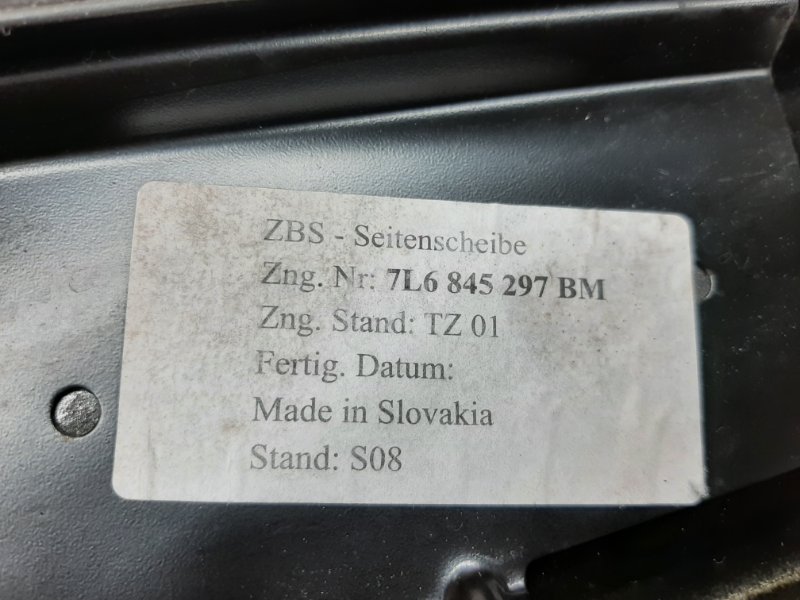 ZBS - Seitenscheibe
Zng. Nr: 7L6 845 297 BM
Zng. Stand: TZ 01
Fertig. Datum:
Made in Slovakia
Stand: S08